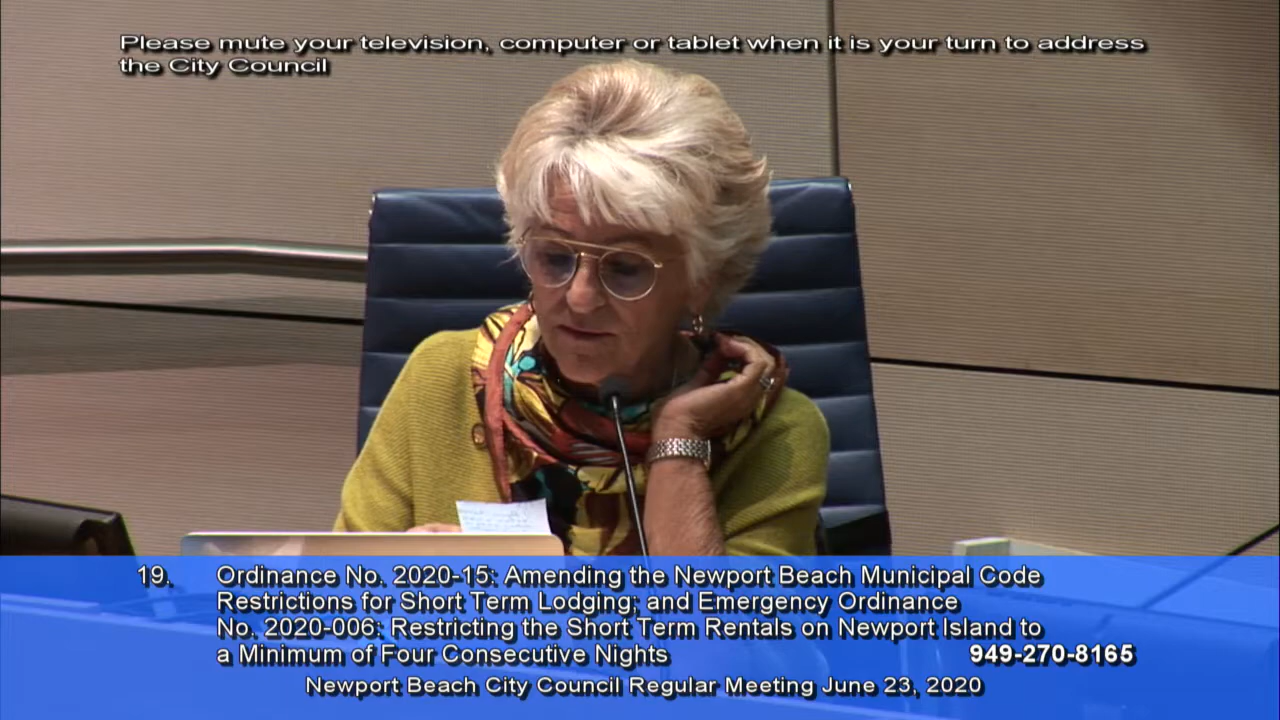 Please mute your television, computer or tablet when it is your turn to address
the City Council
19. Ordinance No. 2020-15: Amending the Newport Beach Municipal Code
Restrictions for Short Term Lodging; and Emergency Ordinance
No. 2020-006: Restricting the Short Term Rentals on Newport Island to
a Minimum of Four Consecutive Nights 949-270-8165
Newport Beach City Council Regular Meeting June 23, 2020